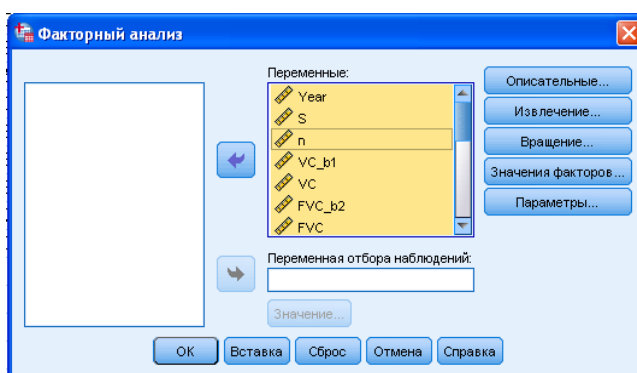 Факторный анализ
Переменные:
Year
S
n
VC_b1
VC
FVC_b2
FVC
Описательные...
Извлечение...
Вращение...
Значения факторов...
Параметры...
Переменная отбора наблюдений:
Значение...
ОК
Вставка
Сброс
Отмена
Справка